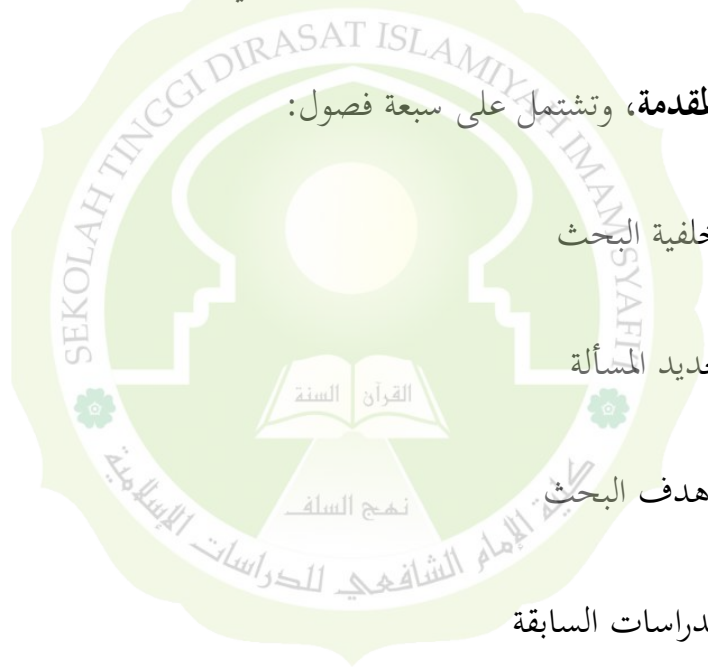 لمقدمة، وتشتمل على سبعة فصول:
خلفية البحث
حديد المسألة
هدف البحث
دراسات السابقة
SEKOLAH TINGGI DIRASAT ISLAMIYAH IMAM SYAFI'I
القرآن السنة
نهج السلف
كلية الإمام الشافعي للدراسات الإسلامية